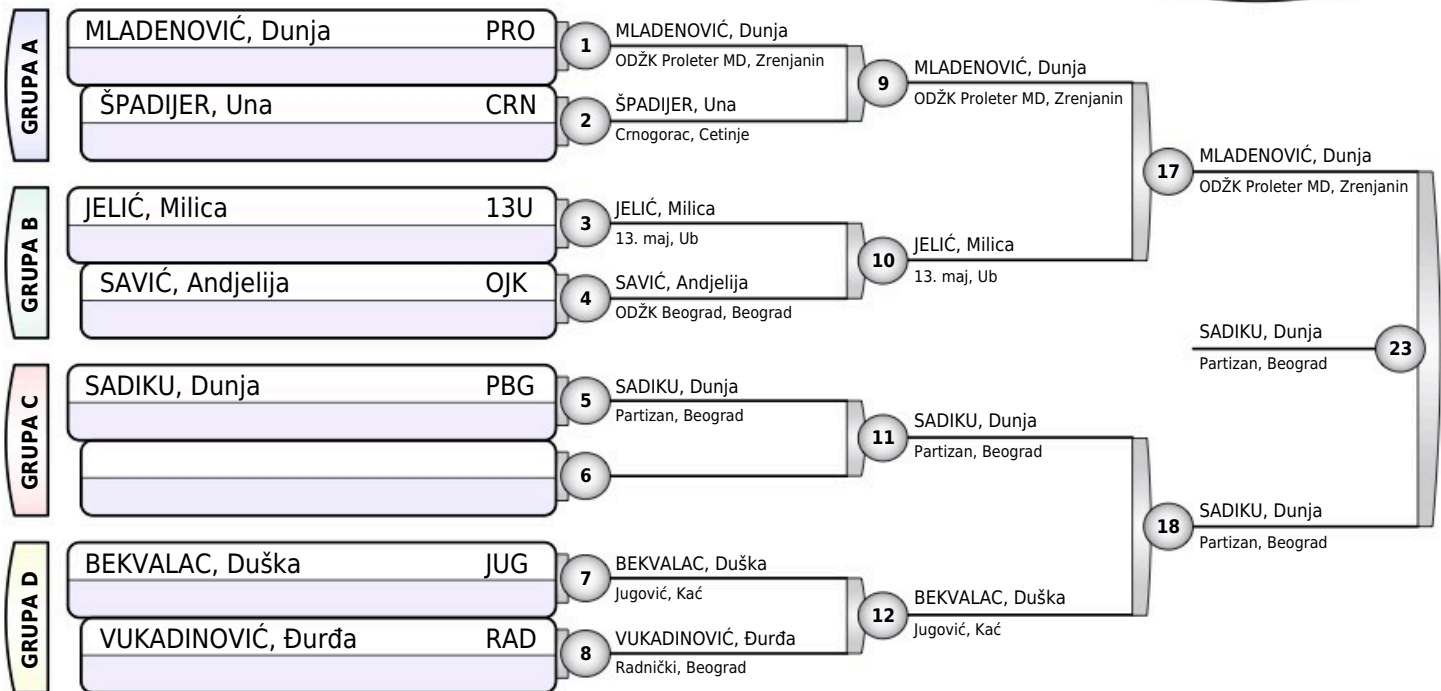 GRUPA A
MLADENOVIĆ, Dunja PRO
ŠPADIJER, Una CRN
GRUPA B
JELIĆ, Milica 13U
SAVIĆ, Andjelija OJK
GRUPA C
SADIKU, Dunja PBG
GRUPA D
BEKVALAC, Duška JUG
VUKADINOVIĆ, Đurđa RAD
1 MLADENOVIĆ, Dunja
ODŽK Proleter MD, Zrenjanin
2 ŠPADIJER, Una
Crnogorac, Cetinje
3 JELIĆ, Milica
13. maj, Ub
4 SAVIĆ, Andjelija
ODŽK Beograd, Beograd
5 SADIKU, Dunja
Partizan, Beograd
6
7 BEKVALAC, Duška
Jugović, Kać
8 VUKADINOVIĆ, Đurđa
Radnički, Beograd
9 MLADENOVIĆ, Dunja
ODŽK Proleter MD, Zrenjanin
10 JELIĆ, Milica
13. maj, Ub
11 SADIKU, Dunja
Partizan, Beograd
12 BEKVALAC, Duška
Jugović, Kać
17 MLADENOVIĆ, Dunja
ODŽK Proleter MD, Zrenjanin
18 SADIKU, Dunja
Partizan, Beograd
SADIKU, Dunja 23
Partizan, Beograd